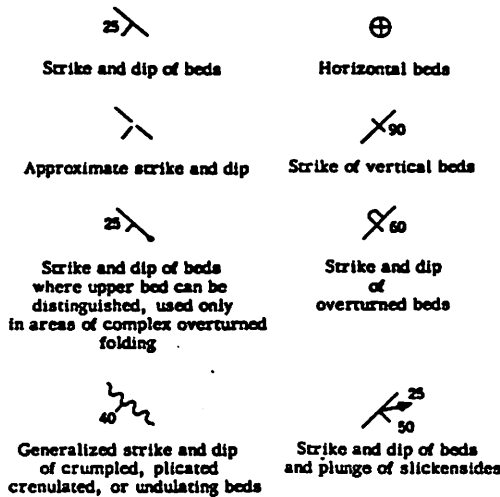 25
Strike and dip of beds
Horizontal beds
Approximate strike and dip
90
Strike of vertical beds
25
Strike and dip of beds
where upper bed can be
distinguished, used only
in areas of complex overturned
folding
60
Strike and dip
of
overturned beds
40
Generalized strike and dip
of crumpled, plicated
crenulated, or undulating beds
25
50
Strike and dip of beds
and plunge of slickensides